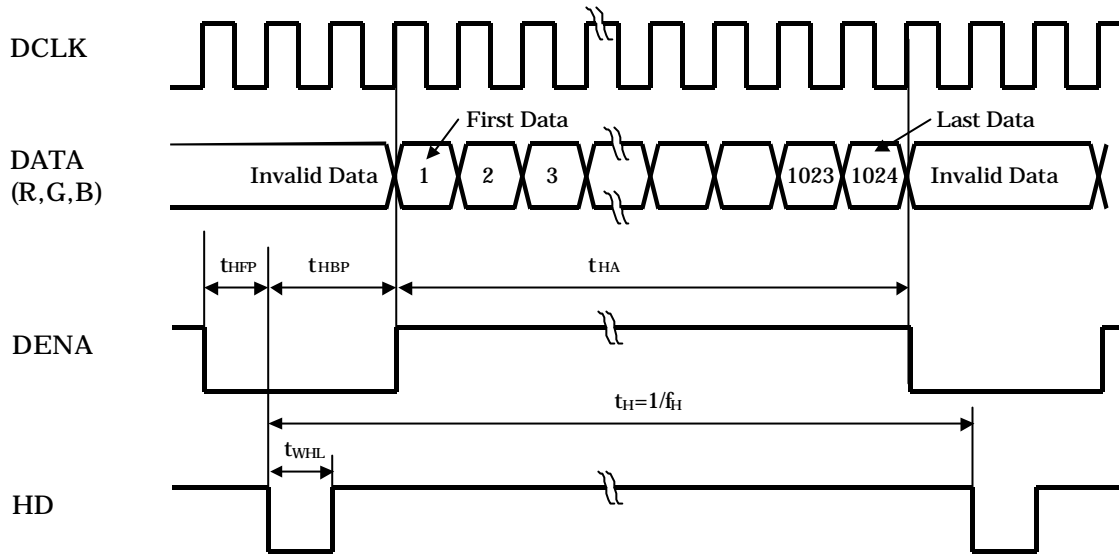 DCLK
First Data
Last Data
DATA
(R,G,B)
Invalid Data
1
2
3
1023
1024
Invalid Data
tHFP
tHBP
tHA
DENA
tH=1/fH
tWHL
HD